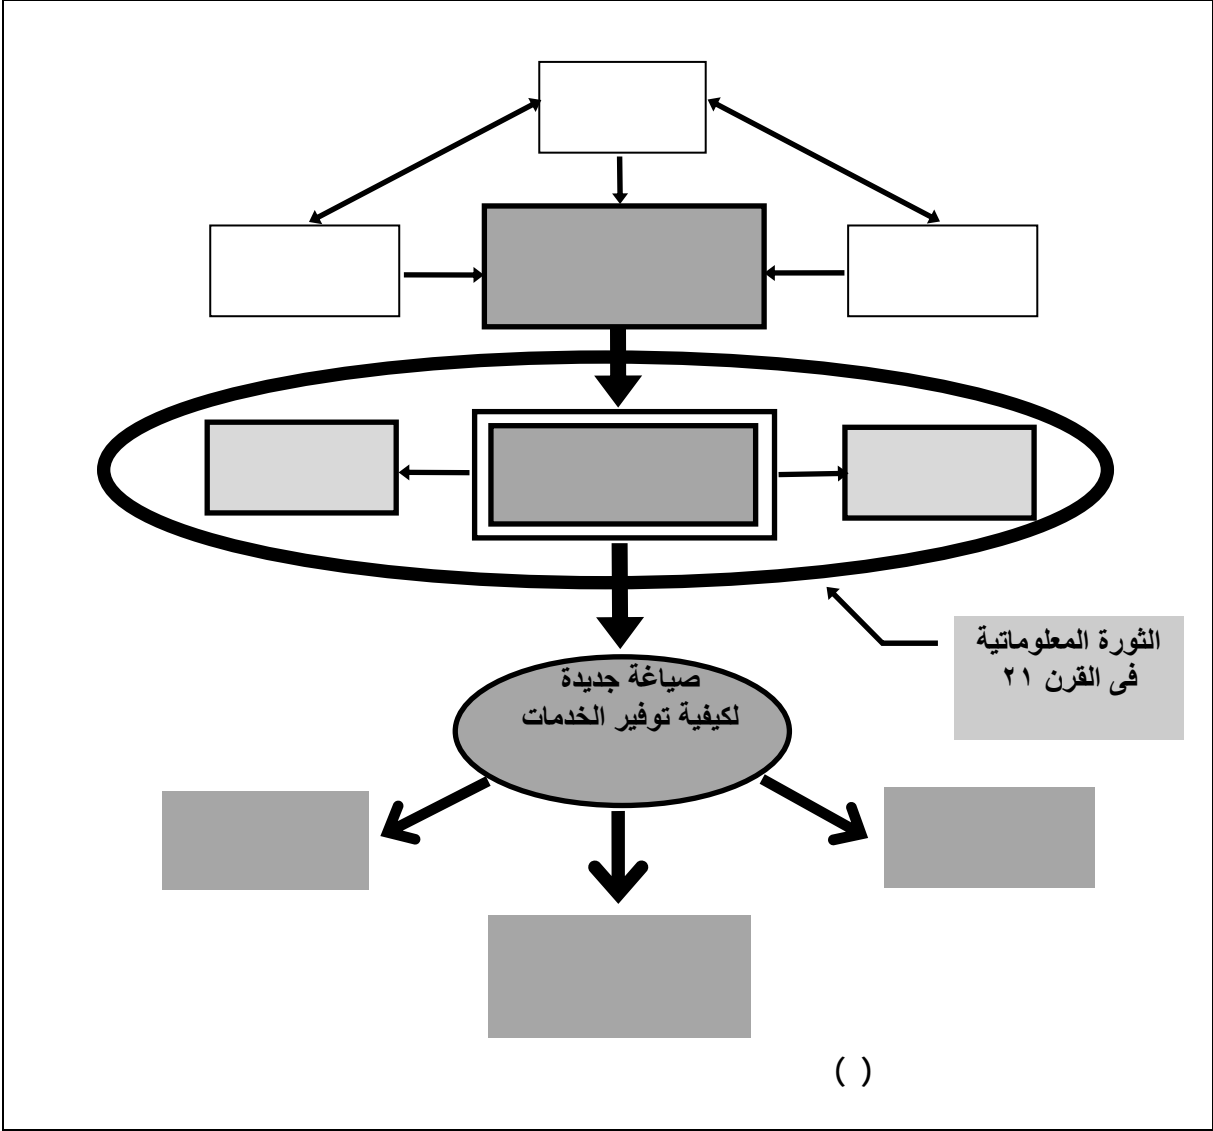 الثورة المعلوماتية
فى القرن ٢١
صياغة جديدة
لكيفية توفير الخدمات
( )